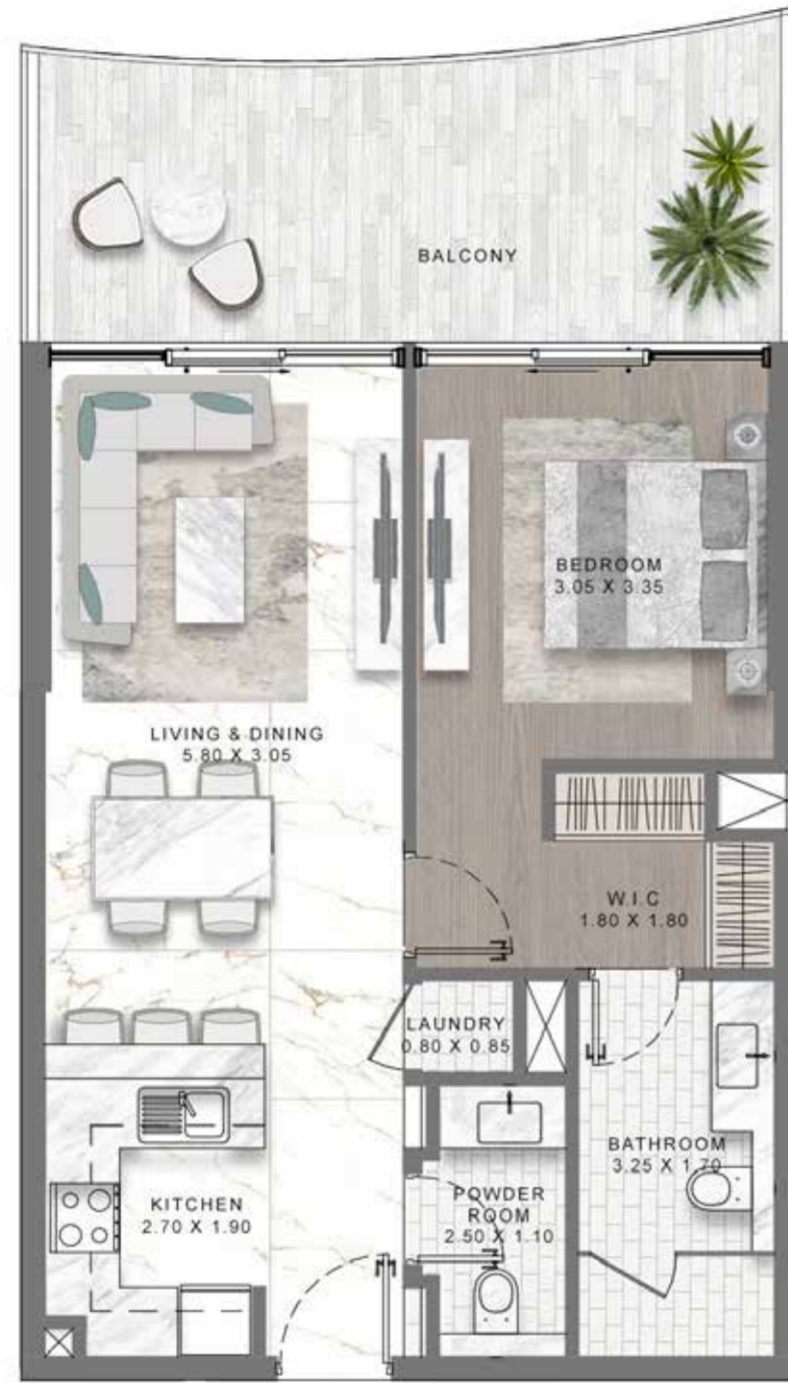 BALCONY
BEDROOM
3.05 X 3.35
LIVING & DINING
5.80 X 3.05
W.I.C
1.80 X 1.80
LAUNDRY
0.80 X 0.85
BATHROOM
3.25 X 1.70
KITCHEN
2.70 X 1.90
POWDER
ROOM
2.50 X 1.10